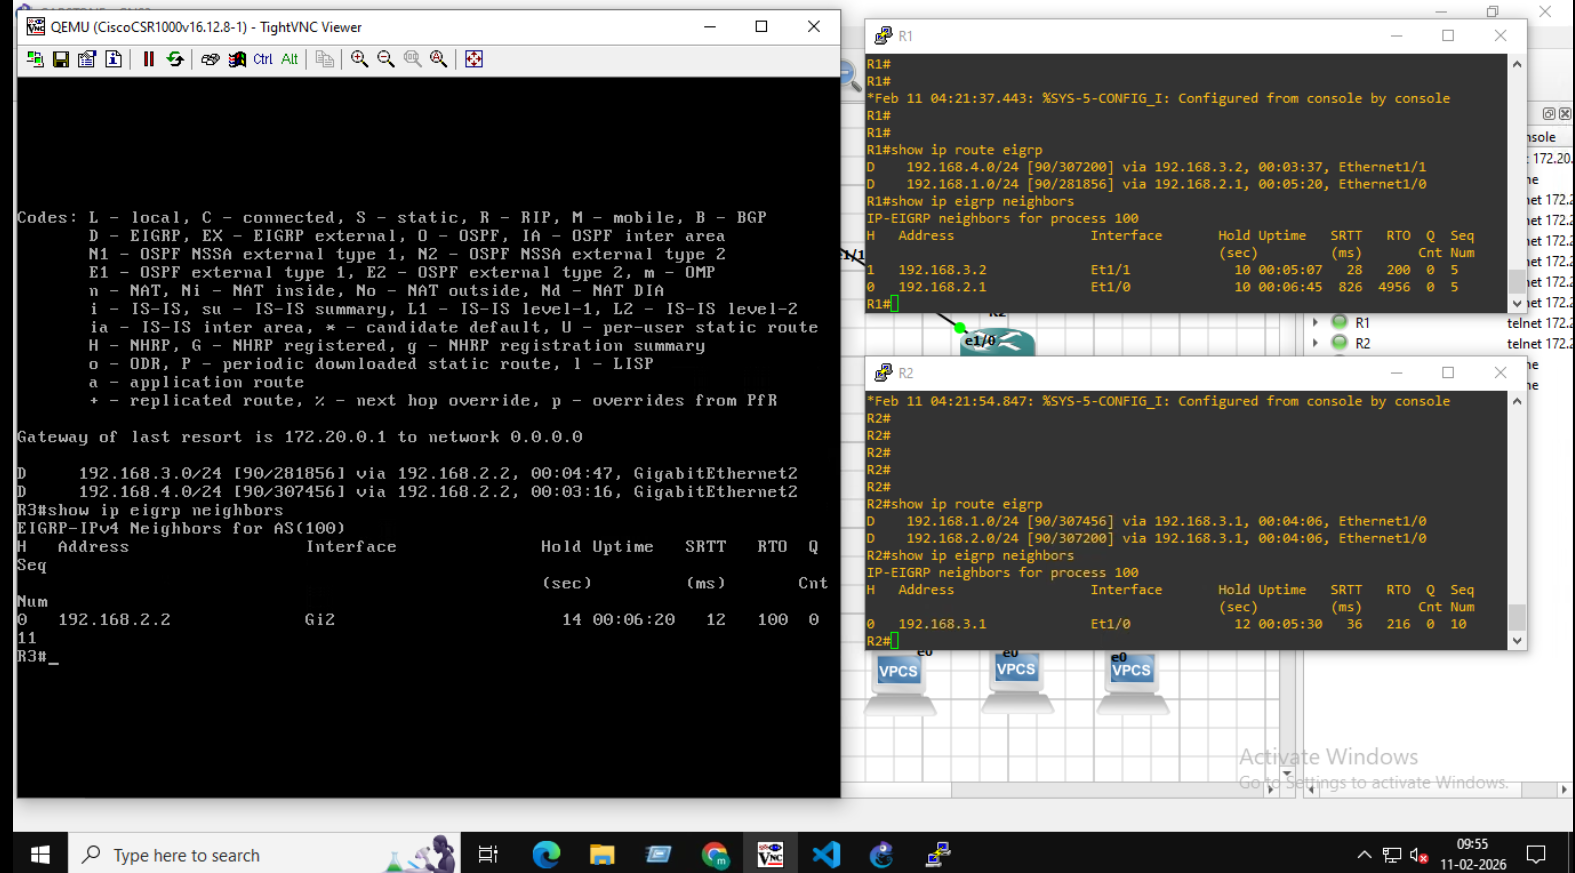 QEMU (CiscoCSR1000v16.12.8-1) - TightVNC Viewer
Ctrl Alt
Codes: L - local, C - connected, S - static, R - RIP, M - mobile, B - BGP
D - EIGRP, EX - EIGRP external, O - OSPF, IA - OSPF inter area
N1 - OSPF NSSA external type 1, N2 - OSPF NSSA external type 2
E1 - OSPF external type 1, E2 - OSPF external type 2, m - OMP
n - NAT, Ni - NAT inside, No - NAT outside, Nd - NAT DIA
i - IS-IS, su - IS-IS summary, L1 - IS-IS level-1, L2 - IS-IS level-2
ia - IS-IS inter area, * - candidate default, U - per-user static route
H - NHRP, G - NHRP registered, g - NHRP registration summary
o - ODR, P - periodic downloaded static route, l - LISP
a - application route
+ - replicated route, % - next hop override, p - overrides from PfR
Gateway of last resort is 172.20.0.1 to network 0.0.0.0
D 192.168.3.0/24 [90/281856] via 192.168.2.2, 00:04:47, GigabitEthernet2
D 192.168.4.0/24 [90/307456] via 192.168.2.2, 00:03:16, GigabitEthernet2
R3#show ip eigrp neighbors
EIGRP-IPv4 Neighbors for AS(100)
H Address Interface Hold Uptime SRTT RTO Q
Seq
(sec) (ms) Cnt
Num
0 192.168.2.2 Gi2 14 00:06:20 12 100 0
11
R3#_
R1
R1#
R1#
*Feb 11 04:21:37.443: %SYS-5-CONFIG_I: Configured from console by console
R1#
R1#
R1#show ip route eigrp
D 192.168.4.0/24 [90/307200] via 192.168.3.2, 00:03:37, Ethernet1/1
D 192.168.1.0/24 [90/281856] via 192.168.2.1, 00:05:20, Ethernet1/0
R1#show ip eigrp neighbors
IP-EIGRP neighbors for process 100
H Address Interface Hold Uptime SRTT RTO Q Seq
(sec) (ms) Cnt Num
1 192.168.3.2 Et1/1 10 00:05:07 28 200 0 5
0 192.168.2.1 Et1/0 10 00:06:45 826 4956 0 5
R1#
e1/0
R2
*Feb 11 04:21:54.847: %SYS-5-CONFIG_I: Configured from console by console
R2#
R2#
R2#
R2#
R2#
R2#show ip route eigrp
D 192.168.1.0/24 [90/307456] via 192.168.3.1, 00:04:06, Ethernet1/0
D 192.168.2.0/24 [90/307200] via 192.168.3.1, 00:04:06, Ethernet1/0
R2#show ip eigrp neighbors
IP-EIGRP neighbors for process 100
H Address Interface Hold Uptime SRTT RTO Q Seq
(sec) (ms) Cnt Num
0 192.168.3.1 Et1/0 12 00:05:30 36 216 0 10
R2#
e0 e0 e0
VPCS VPCS VPCS
R1 telnet 172.2
R2 telnet 172.2
Activate Windows
Go to Settings to activate Windows.
Type here to search
09:55
11-02-2026